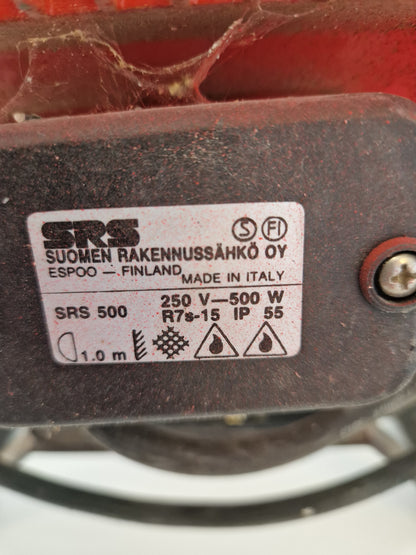 SRS
S FI
SUOMEN RAKENNUSSÄHKÖ OY
ESPOO — FINLAND
MADE IN ITALY
SRS 500
250 V—500 W
R7s-15 IP 55
1.0 m